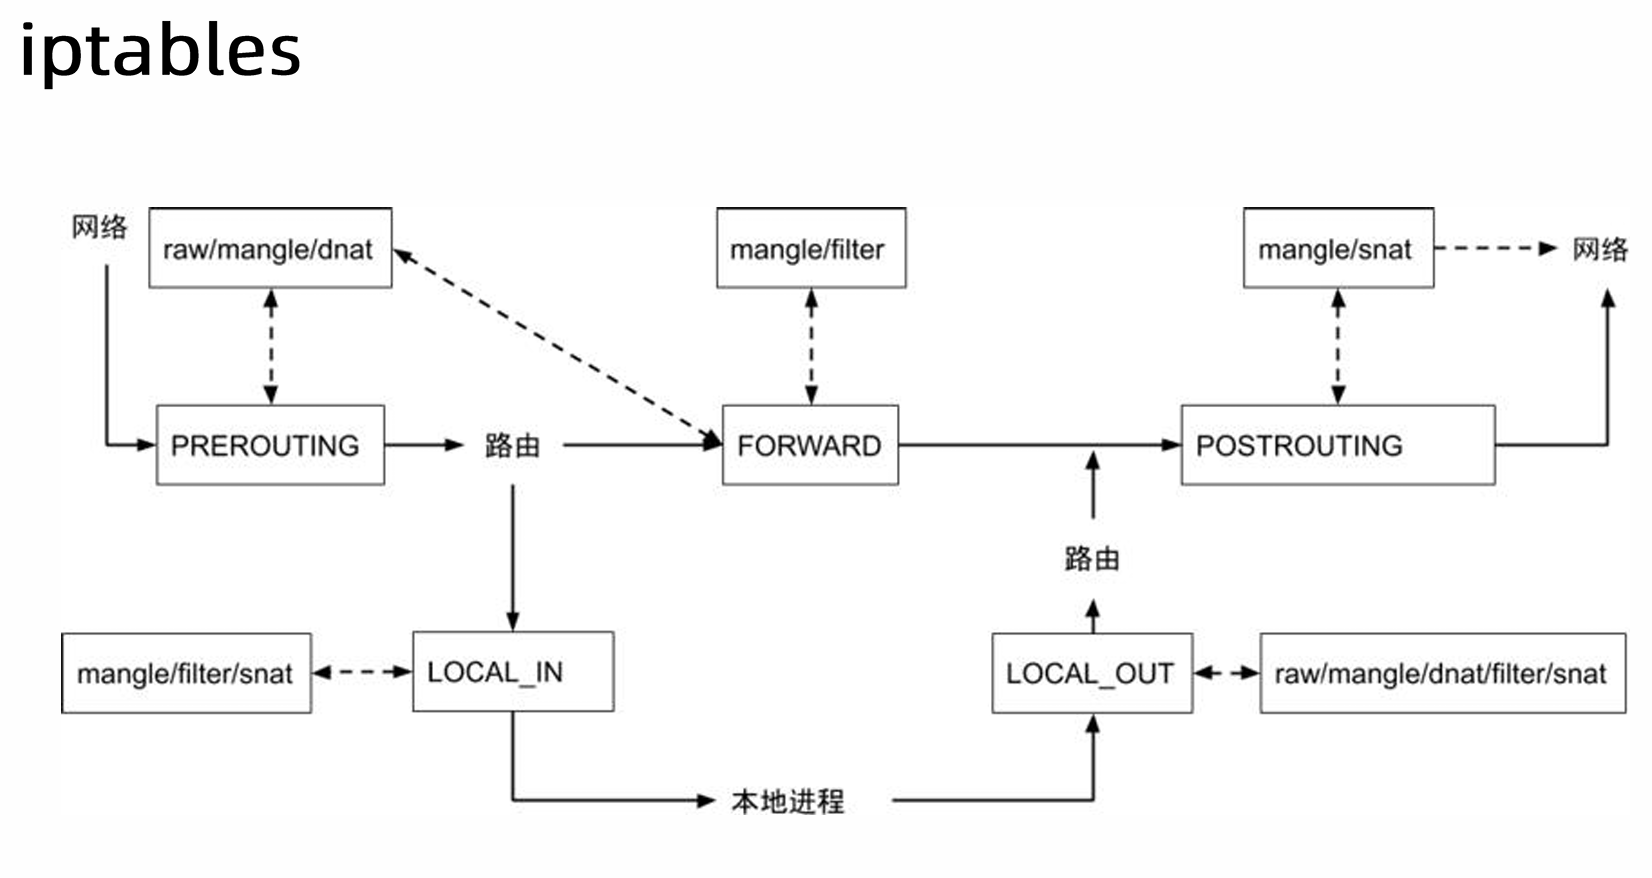 iptables
网络
raw/mangle/dnat
mangle/filter
mangle/snat
网络
PREROUTING
路由
FORWARD
POSTROUTING
路由
mangle/filter/snat
LOCAL_IN
LOCAL_OUT
raw/mangle/dnat/filter/snat
本地进程